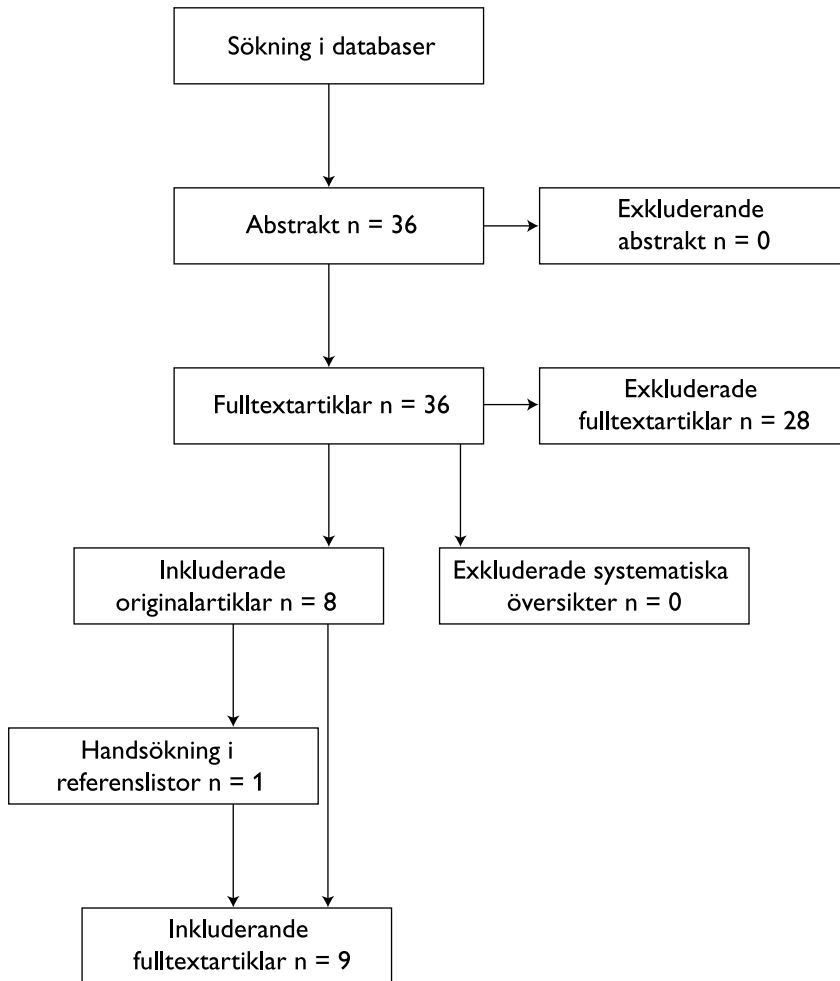 Sökning i databaser
Abstrakt n = 36
Exkluderande
abstrakt n = 0
Fulltextartiklar n = 36
Exkluderade
fulltextartiklar n = 28
Inkluderade
originalartiklar n = 8
Exkluderade systematiska
översikter n = 0
Handsökning i
referenslistor n = 1
Inkluderande
fulltextartiklar n = 9